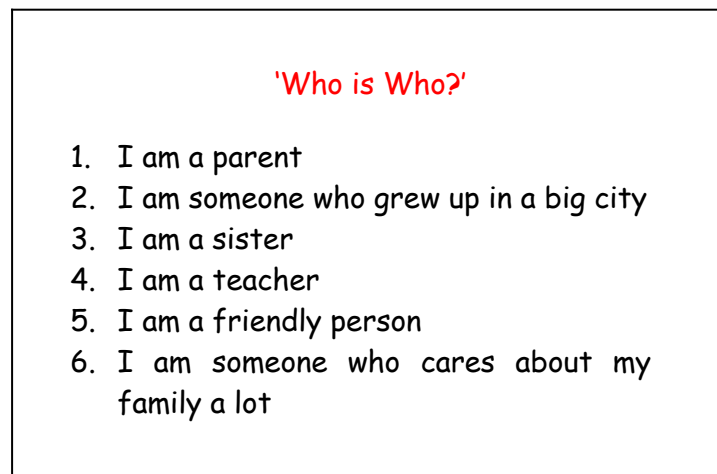 ‘Who is Who?’
1. I am a parent
2. I am someone who grew up in a big city
3. I am a sister
4. I am a teacher
5. I am a friendly person
6. I am someone who cares about my
family a lot